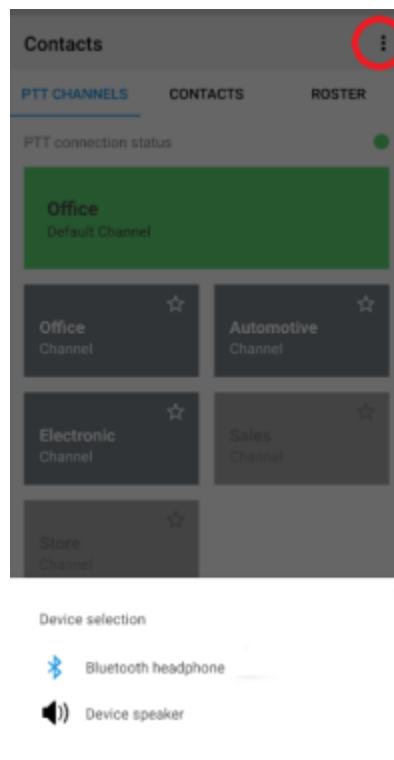 Contacts
PTT CHANNELS CONTACTS ROSTER
PTT connection status
Office
Default Channel
Office
Channel
Automotive
Channel
Electronic
Channel
Sales
Channel
Store
Channel
Device selection
Bluetooth headphone
Device speaker